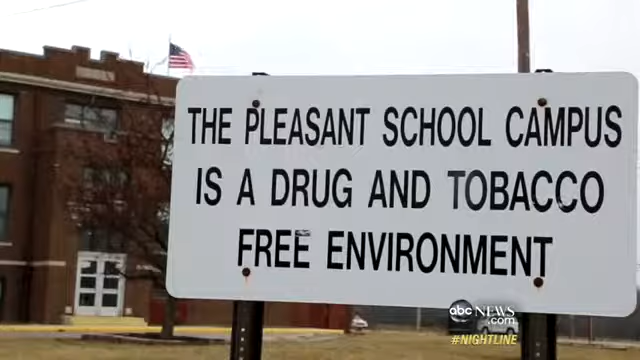 THE PLEASANT SCHOOL CAMPUS
IS A DRUG AND TOBACCO
FREE ENVIRONMENT
abc NEWS
.com
#NIGHTLINE